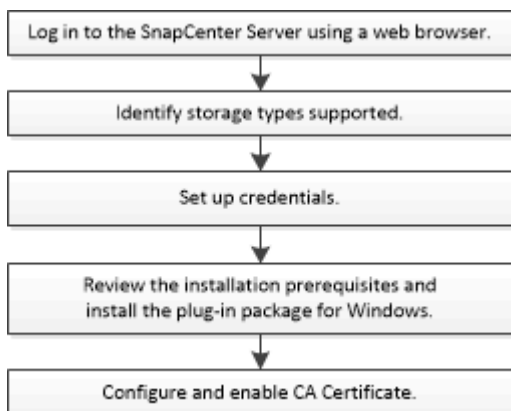 Log in to the SnapCenter Server using a web browser.
Identify storage types supported.
Set up credentials.
Review the installation prerequisites and
install the plug-in package for Windows.
Configure and enable CA Certificate.